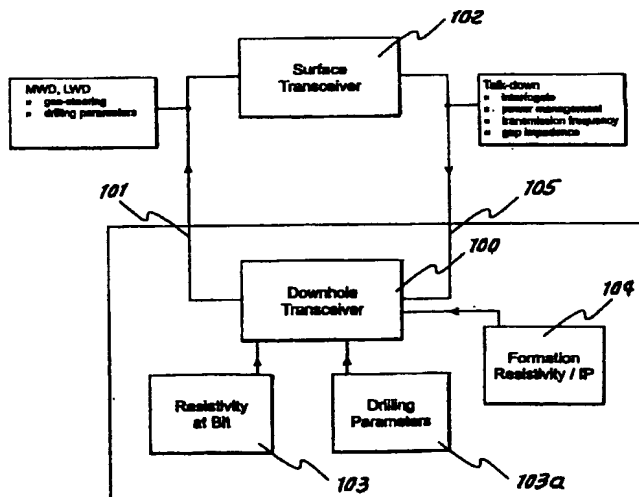 102
Surface
Transceiver
MWD, LWD
geo-steering
drilling parameters
Talk-down
interrogate
power management
transmission frequency
gap impedence
101
105
100
Downhole
Transceiver
104
Formation
Resistivity / IP
Resistivity
at Bit
Drilling
Parameters
103
103a